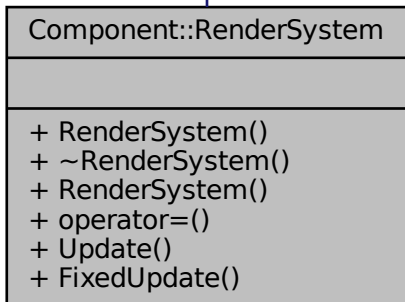 Component::RenderSystem
+ RenderSystem()
+ ~RenderSystem()
+ RenderSystem()
+ operator=()
+ Update()
+ FixedUpdate()